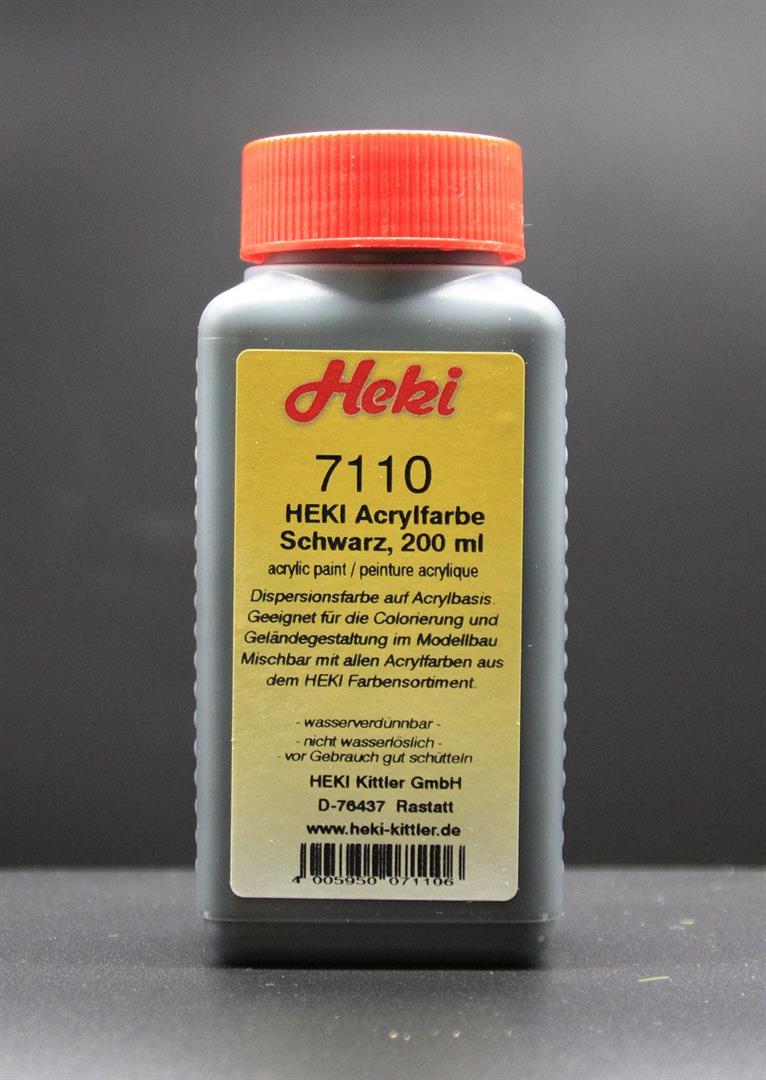 Heki
7110
HEKI Acrylfarbe
Schwarz, 200 ml
acrylic paint / peinture acrylique
Dispersionsfarbe auf Acrylbasis.
Geeignet für die Colorierung und
Geländegestaltung im Modellbau.
Mischbar mit allen Acrylfarben aus
dem HEKI Farbensortiment.
- wasserverdünnbar -
- nicht wasserlöslich -
- vor Gebrauch gut schütteln
HEKI Kittler GmbH
D-76437 Rastatt
www.heki-kittler.de
4 005950 071106